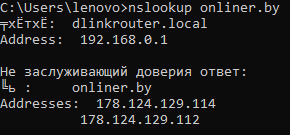 C:\Users\lenovo>nslookup onliner.by
╤хЁтхЁ:  dlinkrouter.local
Address:  192.168.0.1

Не заслуживающий доверия ответ:
╚ь :     onliner.by
Addresses:  178.124.129.114
          178.124.129.112